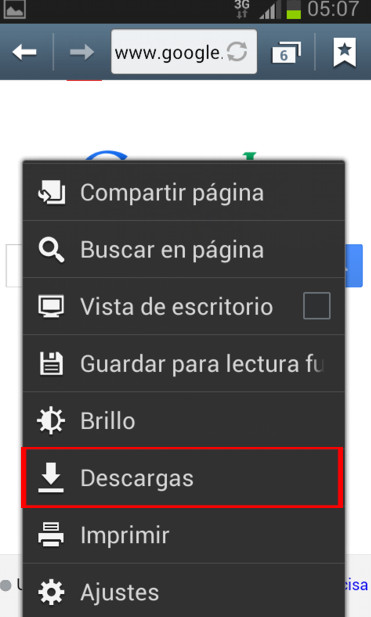 3G 05:07
www.google. 6
Compartir página
Buscar en página
Vista de escritorio
Guardar para lectura fu
Brillo
Descargas
Imprimir
U cisa
Ajustes